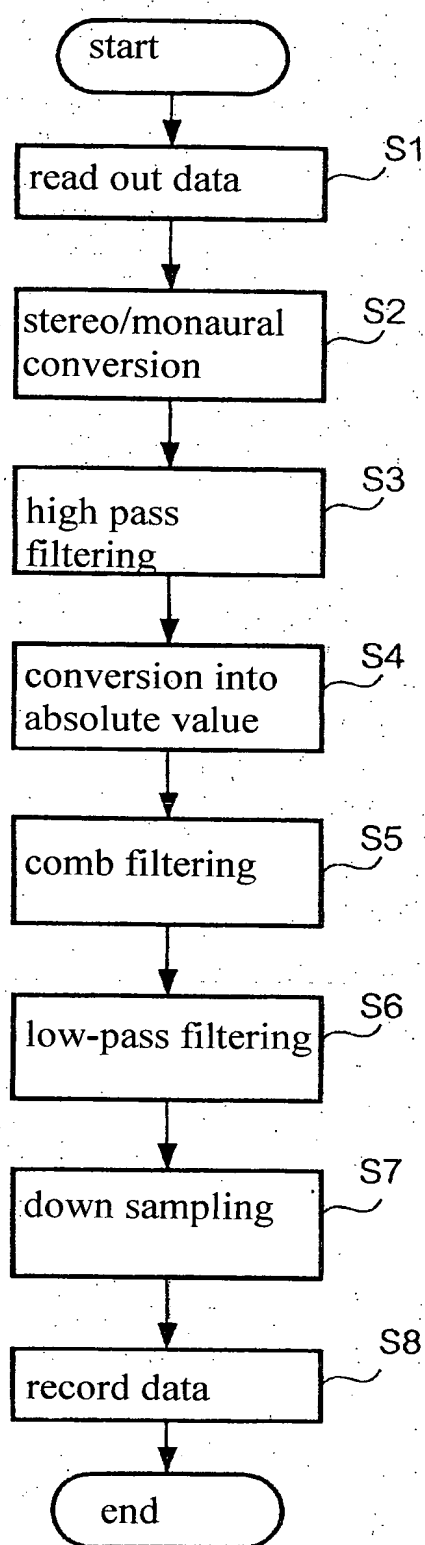 start
read out data
S1
stereo/monaural
conversion
S2
high pass
filtering
S3
conversion into
absolute value
S4
comb filtering
S5
low-pass filtering
S6
down sampling
S7
record data
S8
end